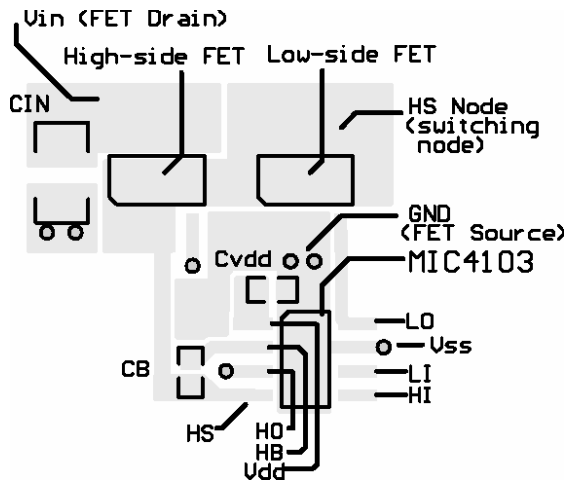 Vin (FET Drain)
High-side FET
Low-side FET
CIN
HS Node
(switching
node)
GND
(FET Source)
Cvdd
MIC4103
LO
Vss
CB
LI
HI
HS
HO
HB
Vdd